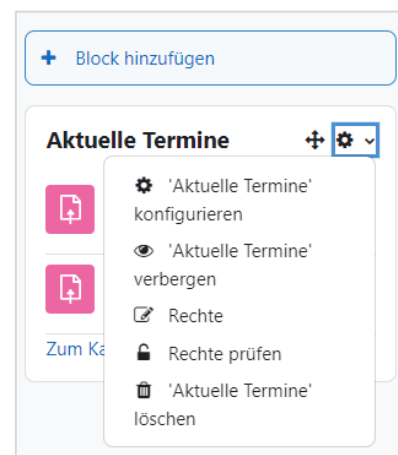 Block hinzufügen
Aktuelle Termine
'Aktuelle Termine'
konfigurieren
'Aktuelle Termine'
verbergen
Rechte
Zum Ka
Rechte prüfen
'Aktuelle Termine'
löschen